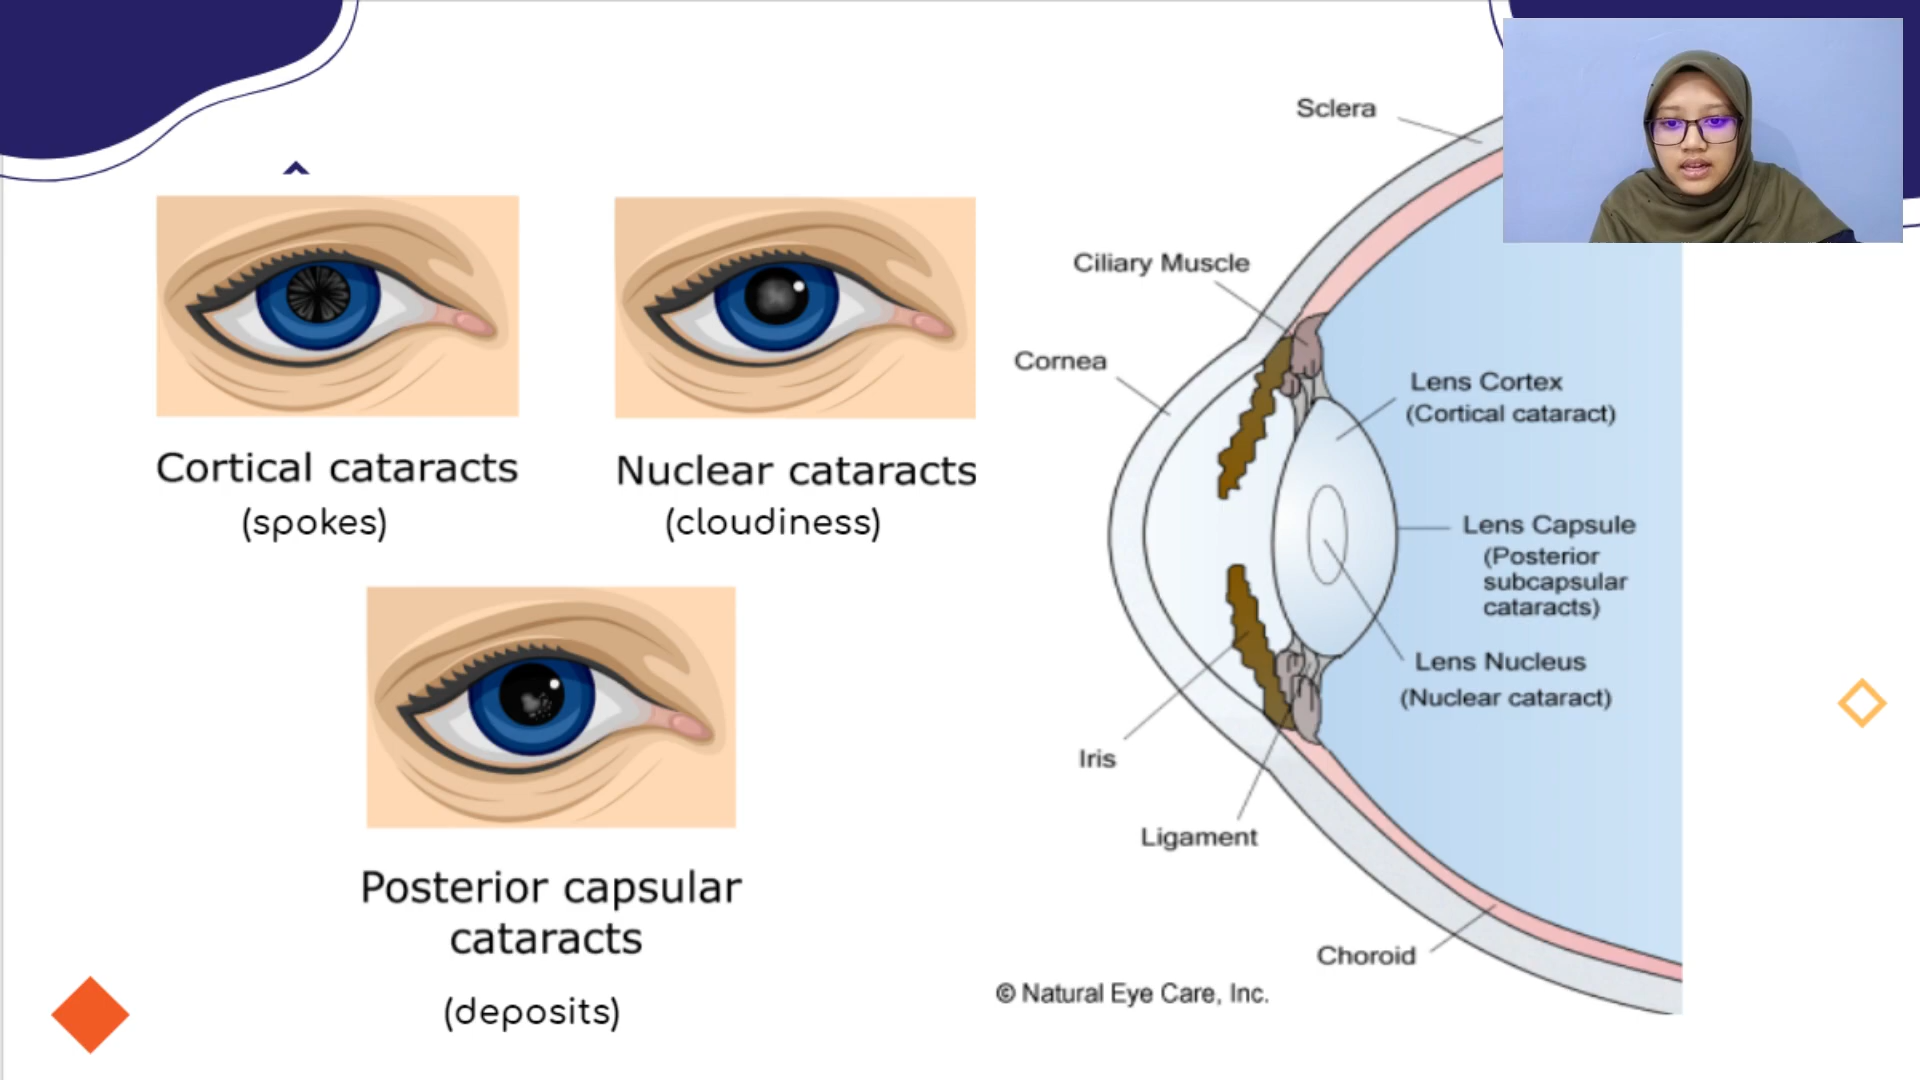 Cortical cataracts
(spokes)
Nuclear cataracts
(cloudiness)
Posterior capsular
cataracts
(deposits)
Sclera
Ciliary Muscle
Cornea
Lens Cortex
(Cortical cataract)
Lens Capsule
(Posterior
subcapsular
cataracts)
Lens Nucleus
(Nuclear cataract)
Iris
Ligament
Choroid
© Natural Eye Care, Inc.